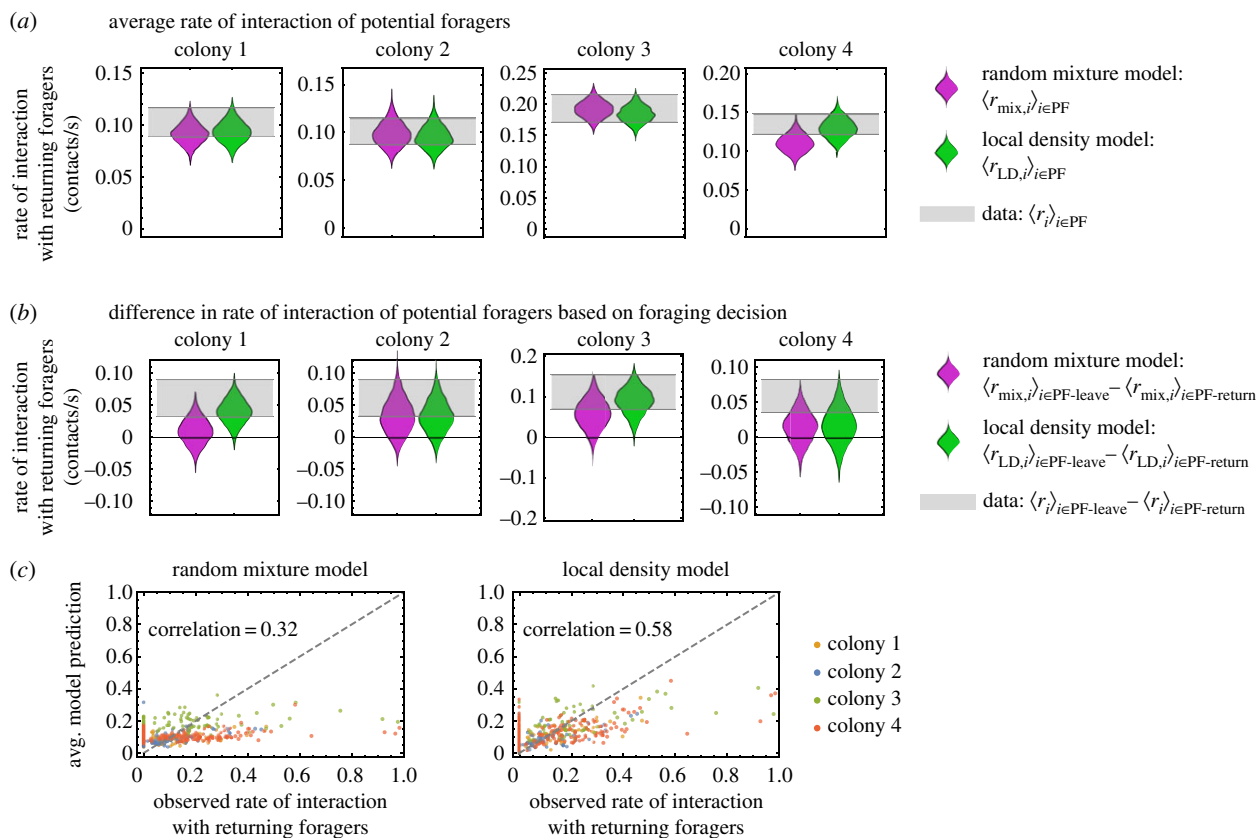 (a) average rate of interaction of potential foragers
colony 1 colony 2 colony 3 colony 4
rate of interaction
with returning foragers
(contacts/s)
0.15
0.10
0.05
0
0.15
0.10
0.05
0
0.25
0.20
0.15
0.10
0.05
0
0.20
0.15
0.10
0.05
0
random mixture model:
⟨r_mix,i⟩_i∈PF
local density model:
⟨r_LD,i⟩_i∈PF
data: ⟨r_i⟩_i∈PF
(b) difference in rate of interaction of potential foragers based on foraging decision
colony 1 colony 2 colony 3 colony 4
rate of interaction
with returning foragers
(contacts/s)
0.10
0.05
0
–0.05
–0.10
0.10
0.05
0
–0.05
–0.10
0.2
0.1
0
–0.1
–0.2
0.10
0.05
0
–0.05
–0.10
random mixture model:
⟨r_mix,i⟩_i∈PF-leave – ⟨r_mix,i⟩_i∈PF-return
local density model:
⟨r_LD,i⟩_i∈PF-leave – ⟨r_LD,i⟩_i∈PF-return
data: ⟨r_i⟩_i∈PF-leave – ⟨r_i⟩_i∈PF-return
(c) random mixture model
avg. model prediction
1.0
0.8
0.6
0.4
0.2
0
correlation = 0.32
0 0.2 0.4 0.6 0.8 1.0
observed rate of interaction
with returning foragers
local density model
1.0
0.8
0.6
0.4
0.2
0
correlation = 0.58
0 0.2 0.4 0.6 0.8 1.0
observed rate of interaction
with returning foragers
colony 1
colony 2
colony 3
colony 4